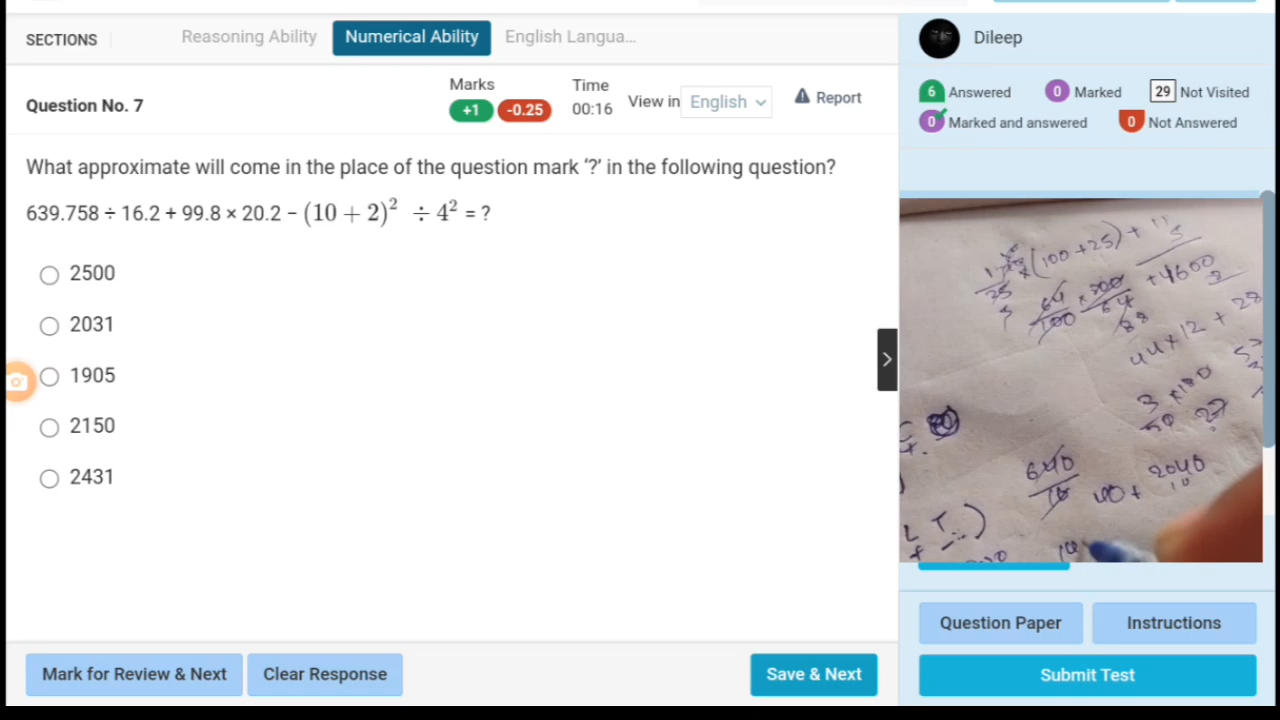 SECTIONS
Reasoning Ability
Numerical Ability
English Langua...
Dileep
Question No. 7
Marks
+1
-0.25
Time
00:16
View in
English
Report
6 Answered
0 Marked
29 Not Visited
0 Marked and answered
0 Not Answered
What approximate will come in the place of the question mark ‘?’ in the following question?
639.758 ÷ 16.2 + 99.8 × 20.2 − (10 + 2)² ÷ 4² = ?
2500
2031
1905
2150
2431
(100+25) +
+4600
44×12 + 28
640
40+
2040
Mark for Review & Next
Clear Response
Save & Next
Question Paper
Instructions
Submit Test